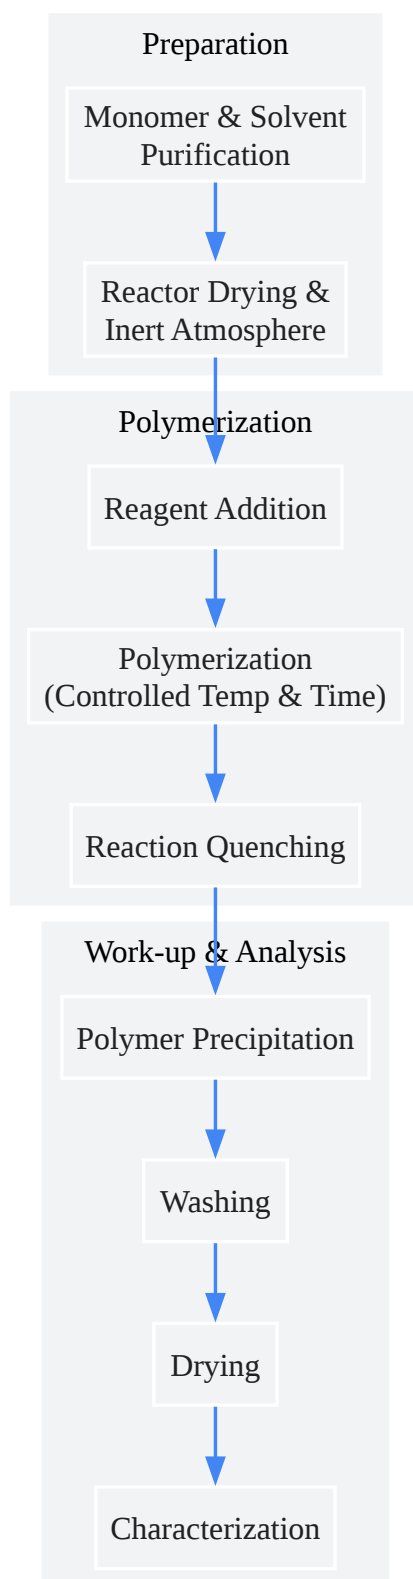 Preparation
Monomer & Solvent
Purification
Reactor Drying &
Inert Atmosphere
Polymerization
Reagent Addition
Polymerization
(Controlled Temp & Time)
Reaction Quenching
Work-up & Analysis
Polymer Precipitation
Washing
Drying
Characterization